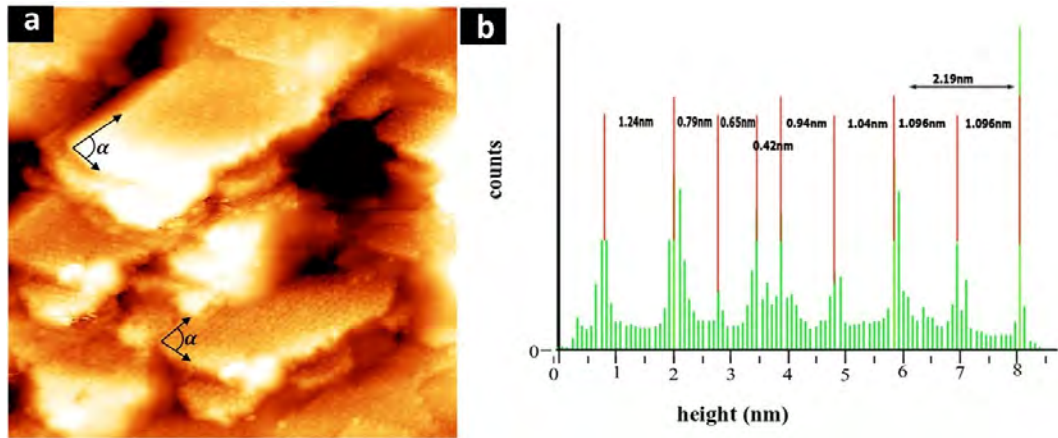 a
α
α
b
2.19nm
1.24nm 0.79nm 0.65nm 0.94nm 1.04nm 1.096nm 1.096nm
0.42nm
counts
0
0 1 2 3 4 5 6 7 8
height (nm)